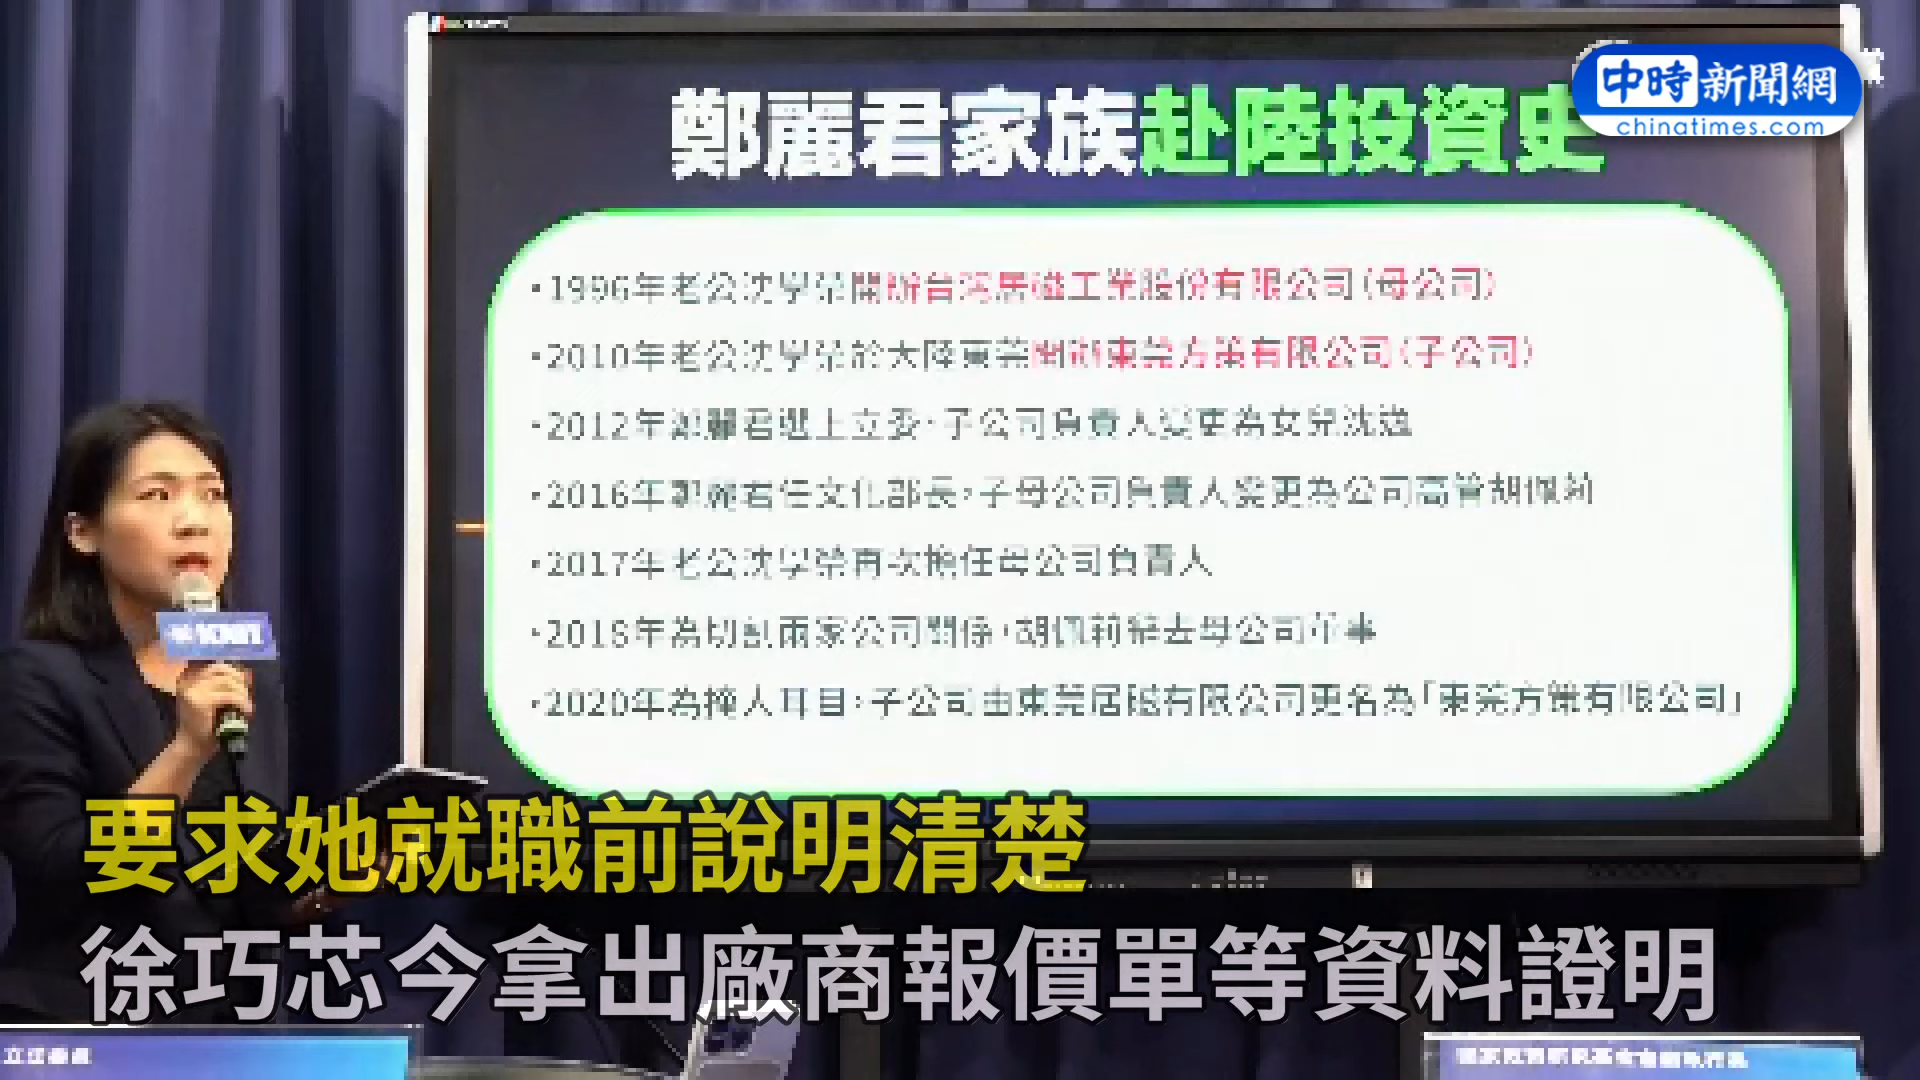 中時新聞網
chinatimes.com
鄭麗君家族赴陸投資史
•1996年老公沈學榮開辦台灣居磁工業股份有限公司(母公司)
•2010年老公沈學榮於大陸東莞開辦東莞方策有限公司(子公司)
•2012年鄭麗君選上立委,子公司負責人變更為女兒沈逸
•2016年鄭麗君任文化部長,子母公司負責人變更為公司高管胡佩莉
•2017年老公沈學榮再次擔任母公司負責人
•2018年為切割兩家公司關係,胡佩莉辭去母公司董事
•2020年為掩人耳目,子公司由東莞居磁有限公司更名為「東莞方策有限公司」
要求她就職前說明清楚
徐巧芯今拿出廠商報價單等資料證明